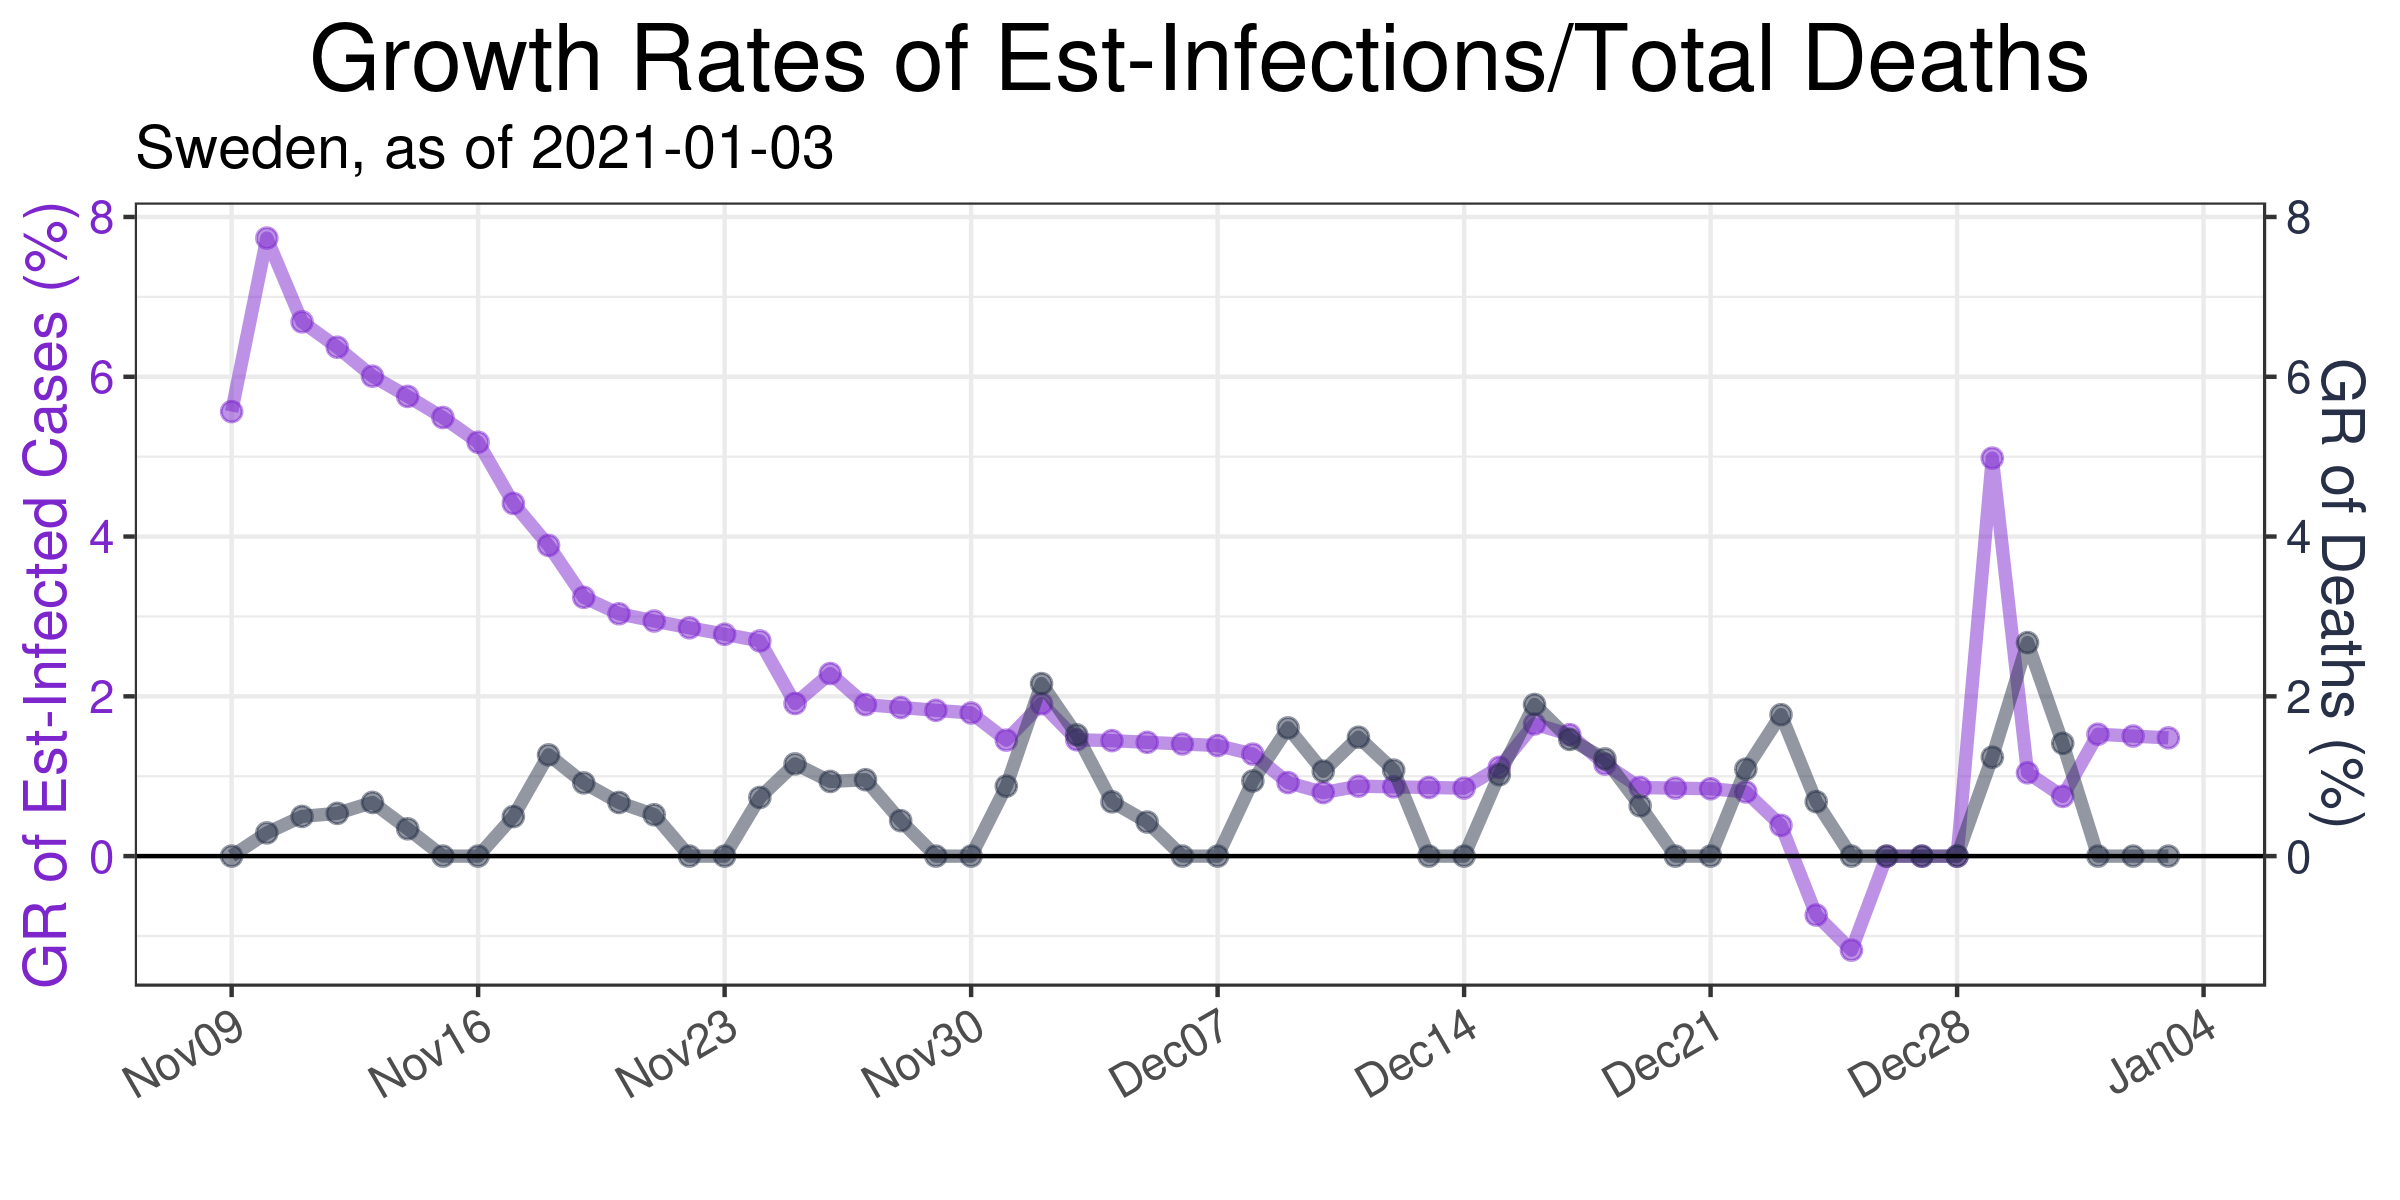 Growth Rates of Est-Infections/Total Deaths
Sweden, as of 2021-01-03
GR of Est-Infected Cases (%)
8
6
4
2
0
8
6
4
2
0
GR of Deaths (%)
Nov09
Nov16
Nov23
Nov30
Dec07
Dec14
Dec21
Dec28
Jan04